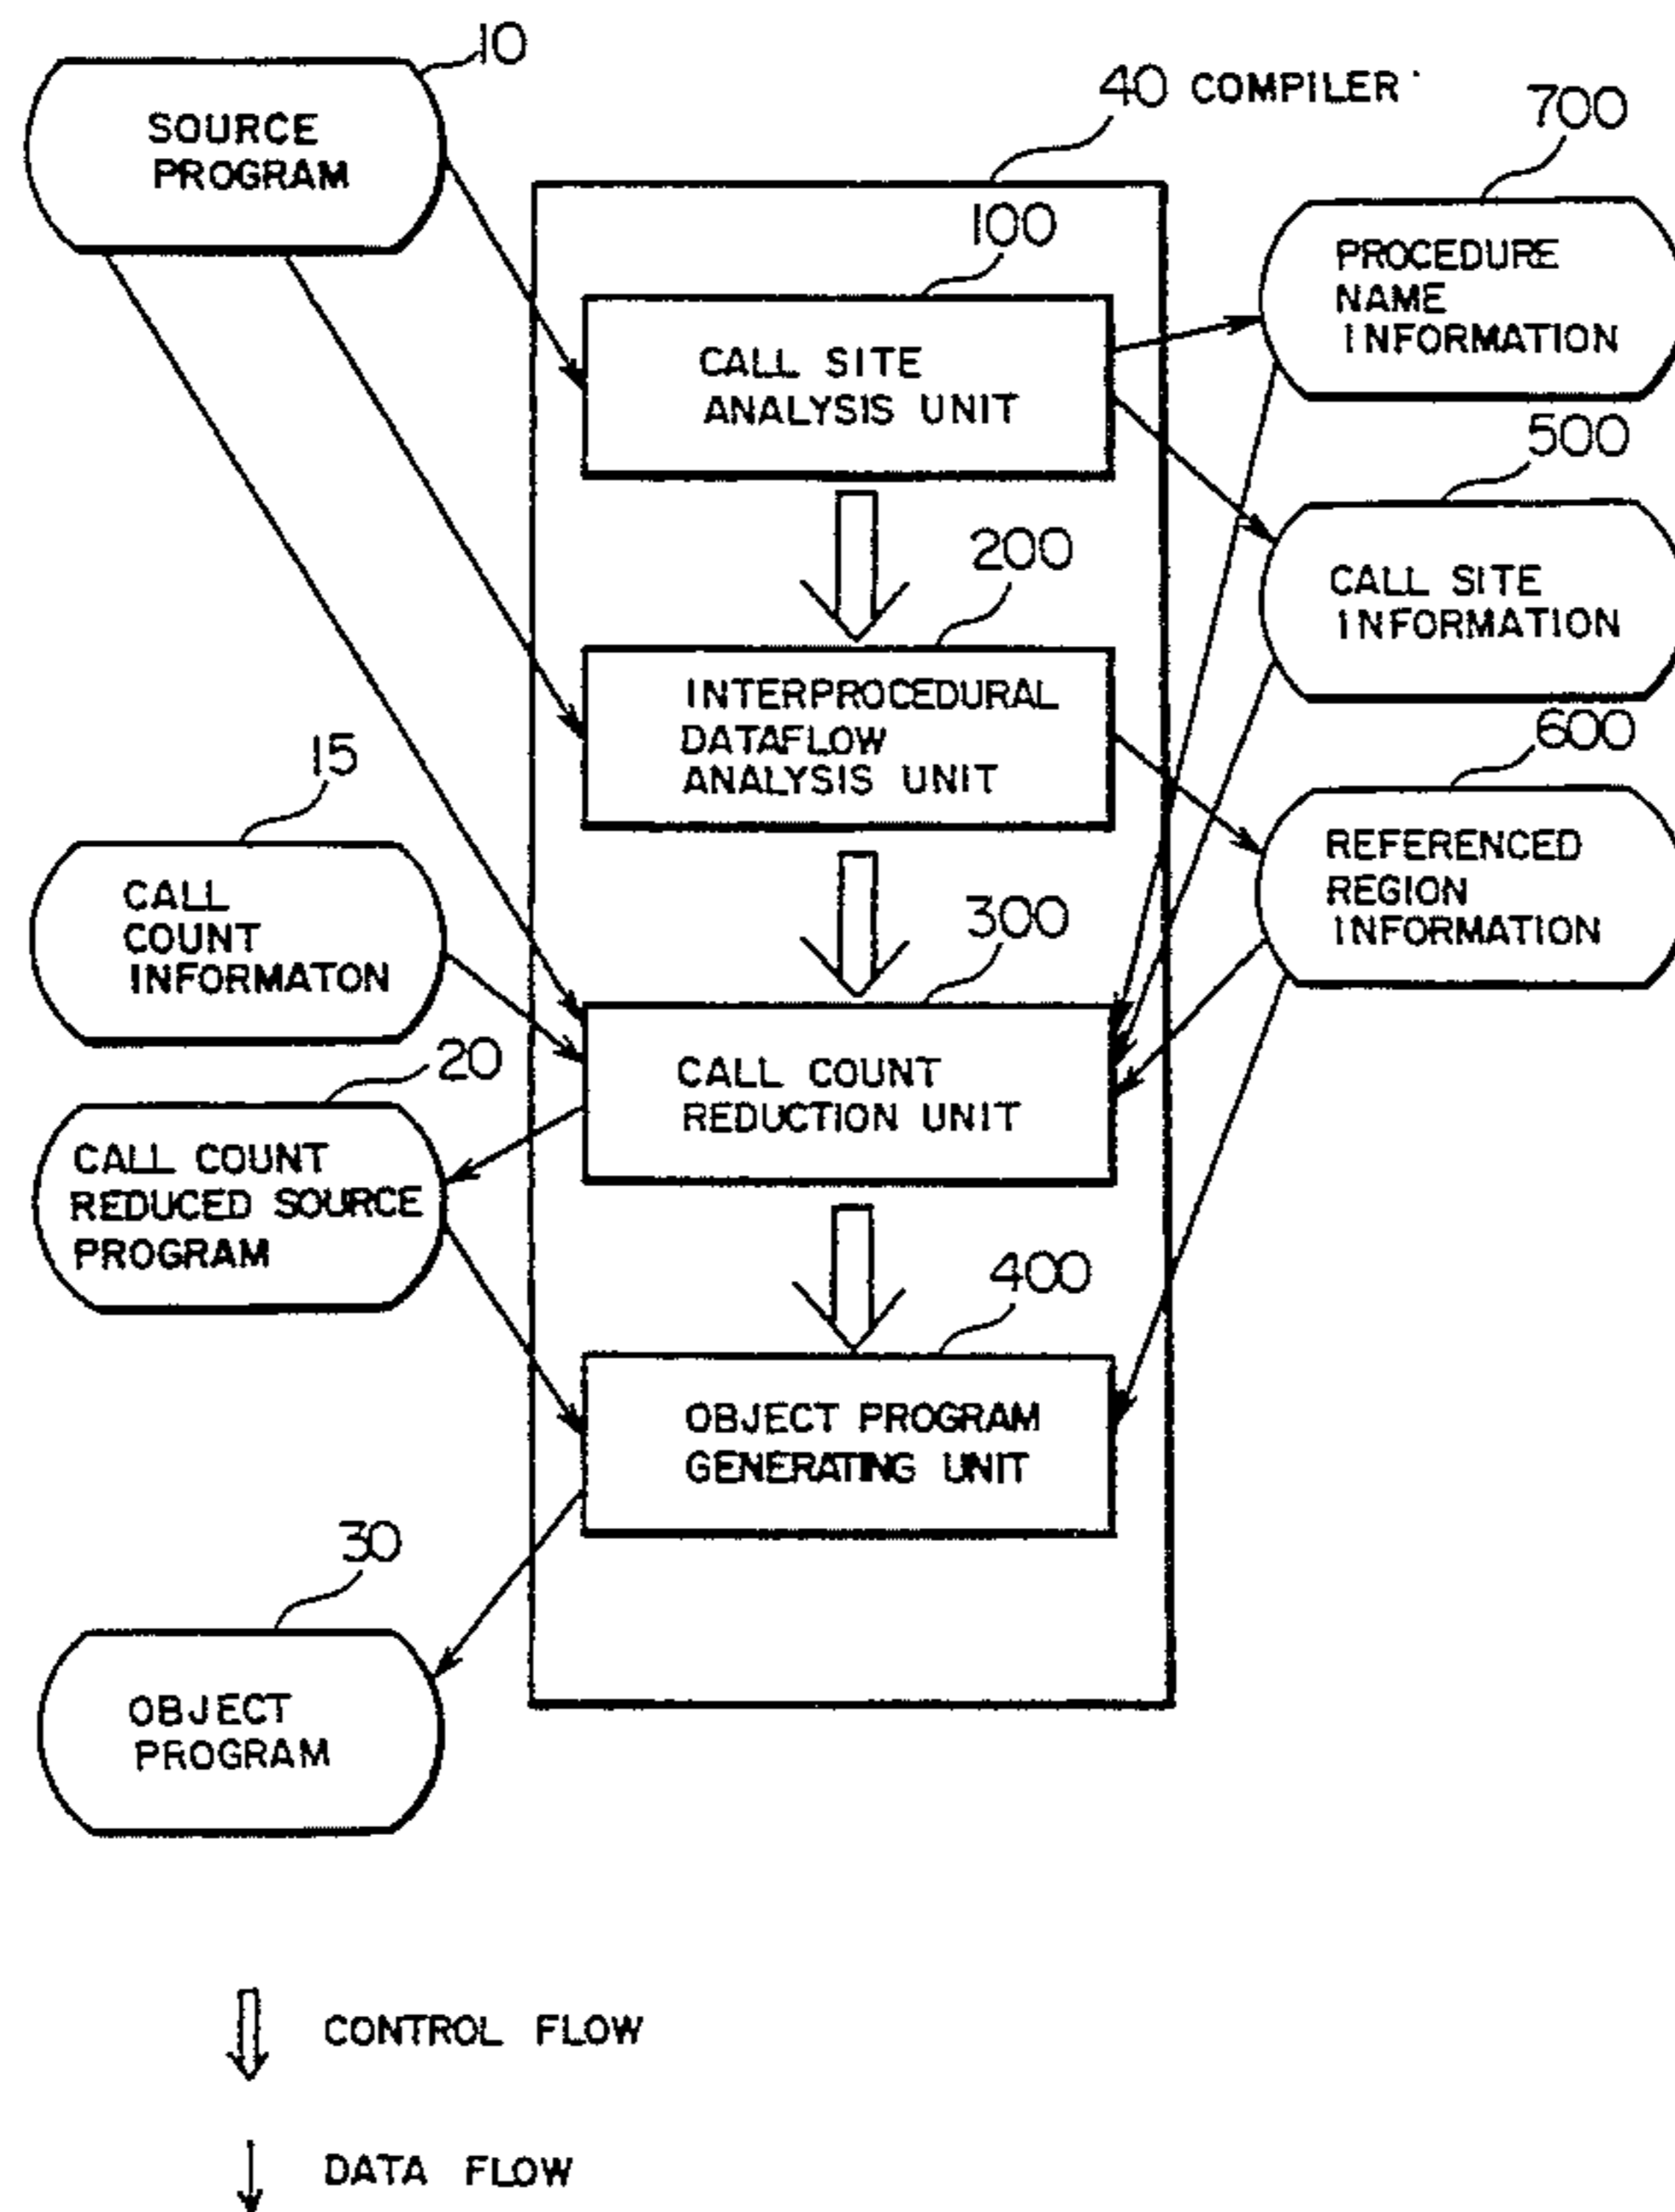 10
SOURCE
PROGRAM
40 COMPILER
700
PROCEDURE
NAME
INFORMATION
100
CALL SITE
ANALYSIS UNIT
500
CALL SITE
INFORMATION
200
INTERPROCEDURAL
DATAFLOW
ANALYSIS UNIT
600
REFERENCED
REGION
INFORMATION
15
CALL
COUNT
INFORMATON
300
CALL COUNT
REDUCTION UNIT
20
CALL COUNT
REDUCED SOURCE
PROGRAM
400
OBJECT PROGRAM
GENERATING UNIT
30
OBJECT
PROGRAM
CONTROL FLOW
DATA FLOW